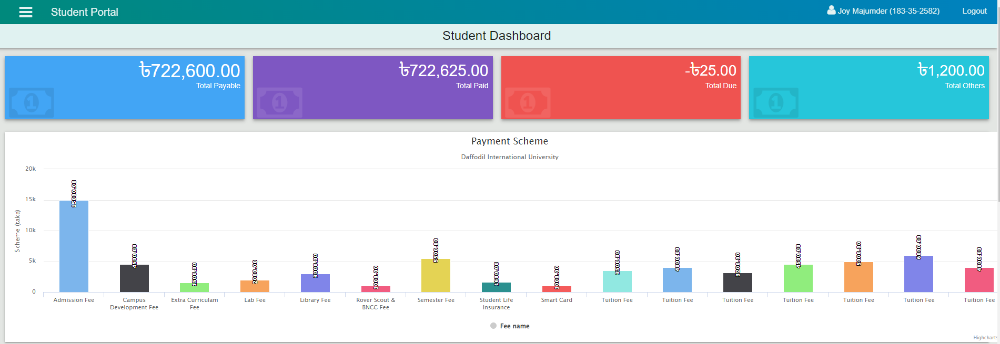 Student Portal
Joy Majumder (183-35-2582)
Logout
Student Dashboard
৳722,600.00
Total Payable
৳722,625.00
Total Paid
-৳25.00
Total Due
৳1,200.00
Total Others
1
1
1
1
Payment Scheme
Daffodil International University
Scheme (taka)
20k
15k
10k
5k
0
15000.00
4500.00
1500.00
2000.00
3000.00
1000.00
5500.00
1600.00
1000.00
3500.00
4000.00
3200.00
4500.00
5000.00
6000.00
4000.00
Admission Fee
Campus
Development Fee
Extra Curriculam
Fee
Lab Fee
Library Fee
Rover Scout &
BNCC Fee
Semester Fee
Student Life
Insurance
Smart Card
Tuition Fee
Tuition Fee
Tuition Fee
Tuition Fee
Tuition Fee
Tuition Fee
Tuition Fee
Fee name
Highcharts